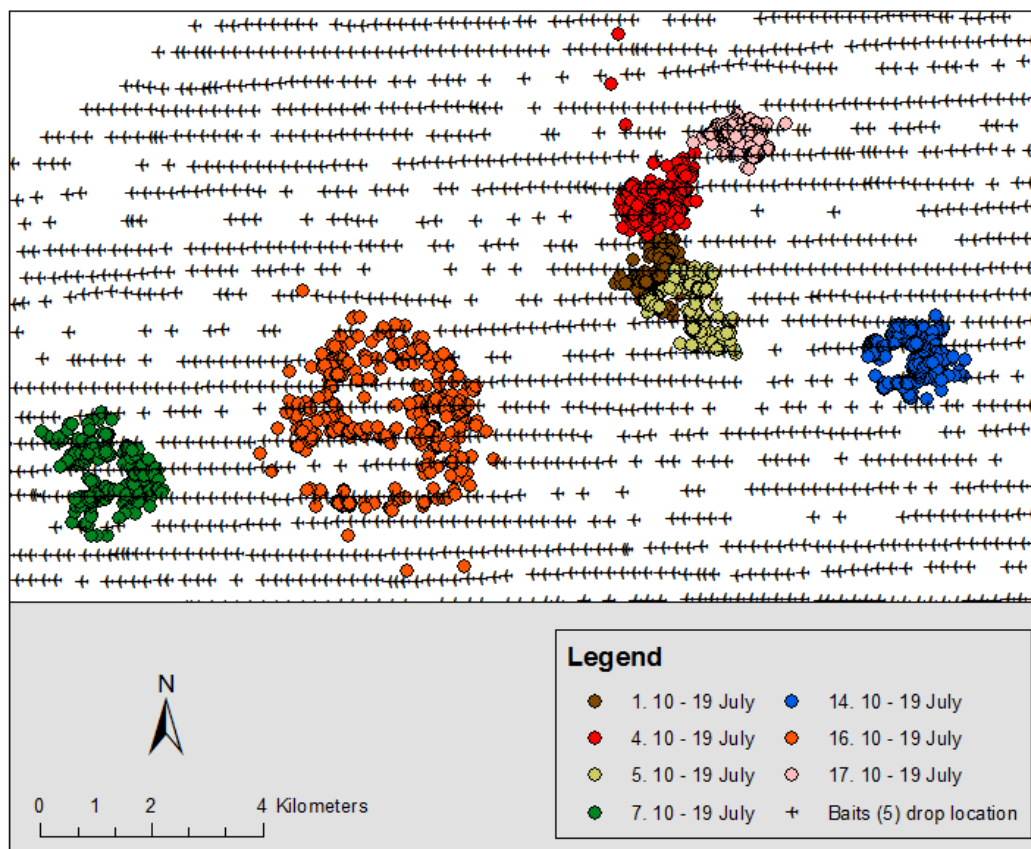 N
0 1 2 4 Kilometers
Legend
1. 10 - 19 July
4. 10 - 19 July
5. 10 - 19 July
7. 10 - 19 July
14. 10 - 19 July
16. 10 - 19 July
17. 10 - 19 July
Baits (5) drop location